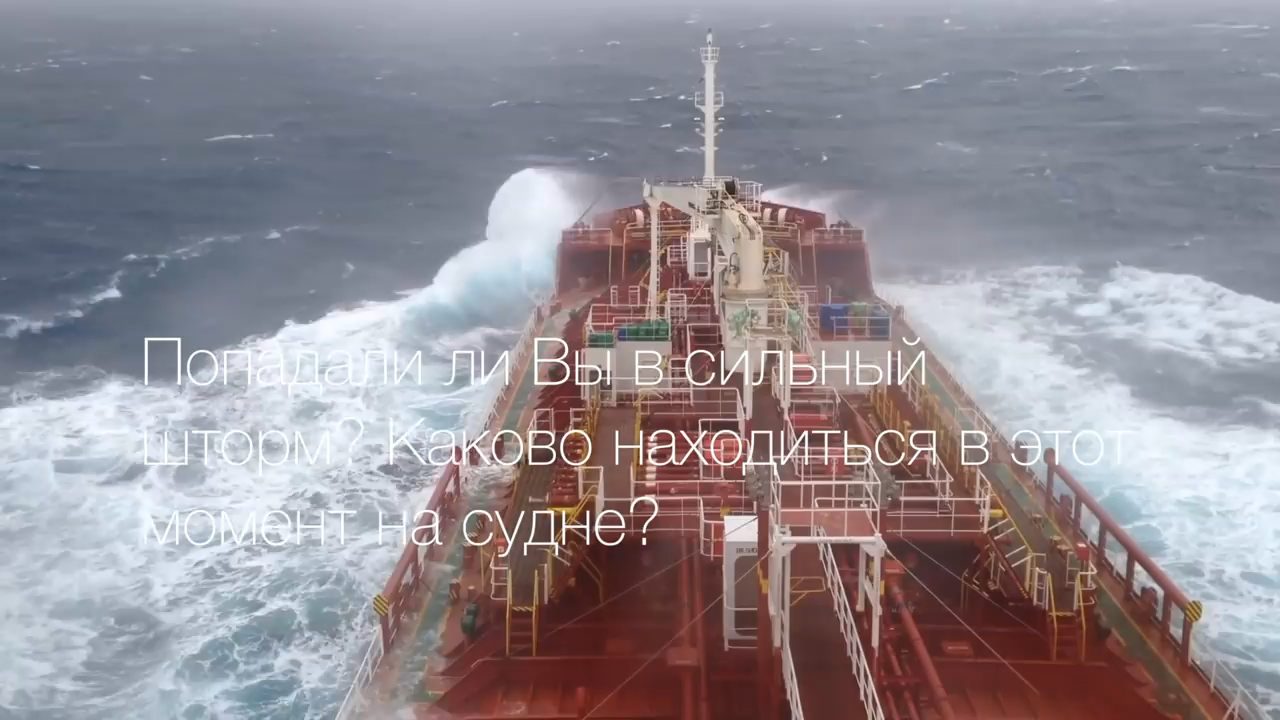 Попадали ли Вы в сильный
шторм? Каково находиться в этот
момент на судне?